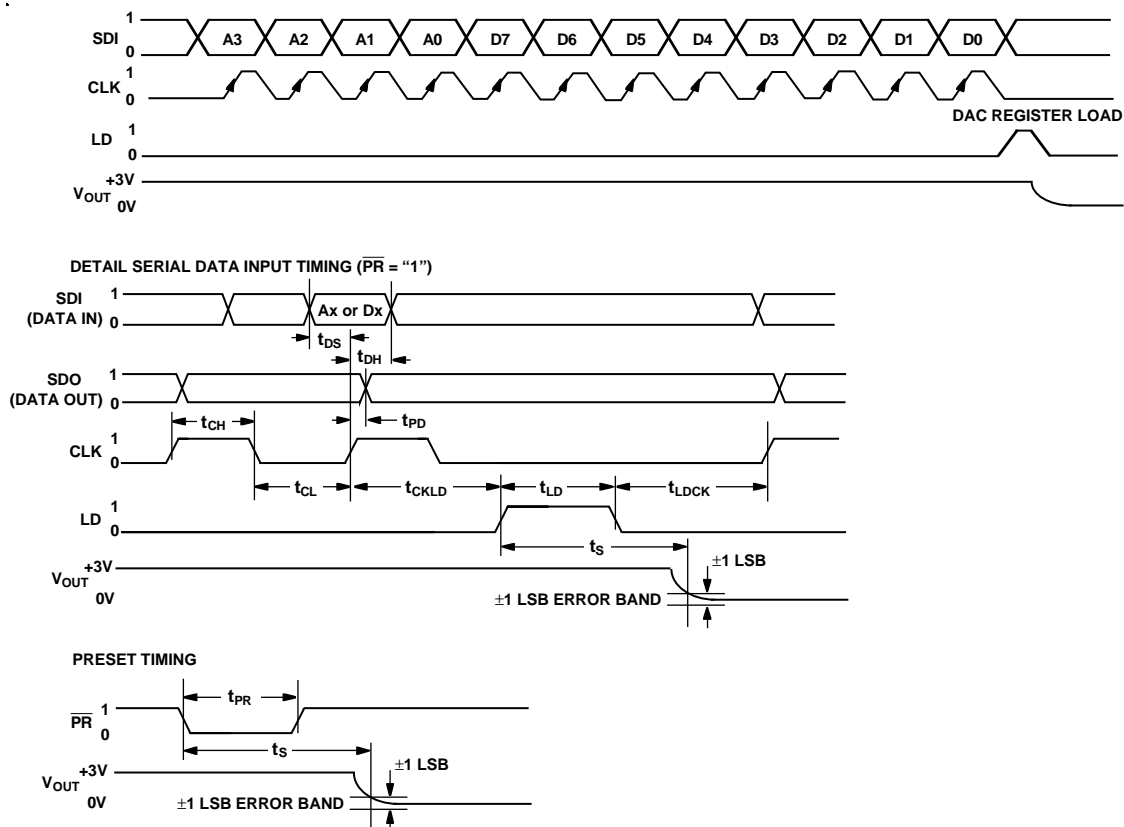 1
SDI
0
A3 A2 A1 A0 D7 D6 D5 D4 D3 D2 D1 D0
1
CLK
0
DAC REGISTER LOAD
1
LD
0
+3V
VOUT
0V
DETAIL SERIAL DATA INPUT TIMING (PR = “1”)
SDI 1
(DATA IN) 0
Ax or Dx
tDS
tDH
SDO 1
(DATA OUT) 0
tCH
tPD
1
CLK
0
tCL tCKLD tLD tLDCK
1
LD
0
tS
+3V
VOUT
0V
±1 LSB
±1 LSB ERROR BAND
PRESET TIMING
tPR
1
PR
0
tS
+3V
VOUT
0V
±1 LSB
±1 LSB ERROR BAND